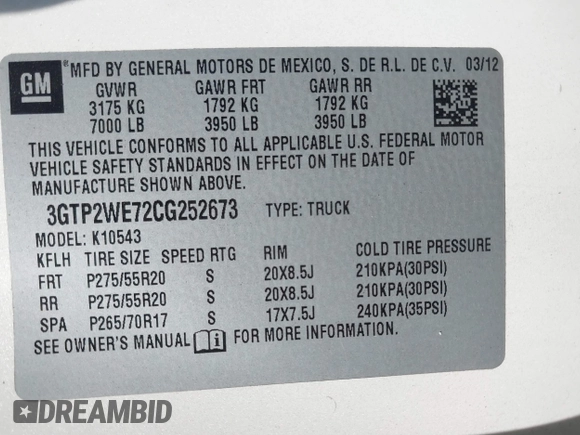 GM ® MFD BY GENERAL MOTORS DE MEXICO, S. DE R.L. DE C.V. 03/12
GVWR GAWR FRT GAWR RR
3175 KG 1792 KG 1792 KG
7000 LB 3950 LB 3950 LB
THIS VEHICLE CONFORMS TO ALL APPLICABLE U.S. FEDERAL MOTOR
VEHICLE SAFETY STANDARDS IN EFFECT ON THE DATE OF
MANUFACTURE SHOWN ABOVE.
3GTP2WE72CG252673 TYPE: TRUCK
MODEL: K10543
KFLH TIRE SIZE SPEED RTG RIM COLD TIRE PRESSURE
FRT P275/55R20 S 20X8.5J 210KPA(30PSI)
RR P275/55R20 S 20X8.5J 210KPA(30PSI)
SPA P265/70R17 S 17X7.5J 240KPA(35PSI)
SEE OWNER'S MANUAL i FOR MORE INFORMATION.
DREAMBID